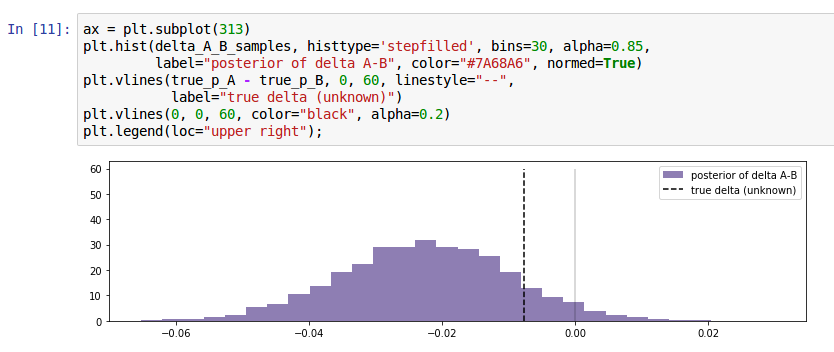 In [11]: ax = plt.subplot(313)
plt.hist(delta_A_B_samples, histtype='stepfilled', bins=30, alpha=0.85,
         label="posterior of delta A-B", color="#7A68A6", normed=True)
plt.vlines(true_p_A - true_p_B, 0, 60, linestyle="--",
           label="true delta (unknown)")
plt.vlines(0, 0, 60, color="black", alpha=0.2)
plt.legend(loc="upper right");
60
50
40
30
20
10
0
posterior of delta A-B
true delta (unknown)
−0.06 −0.04 −0.02 0.00 0.02